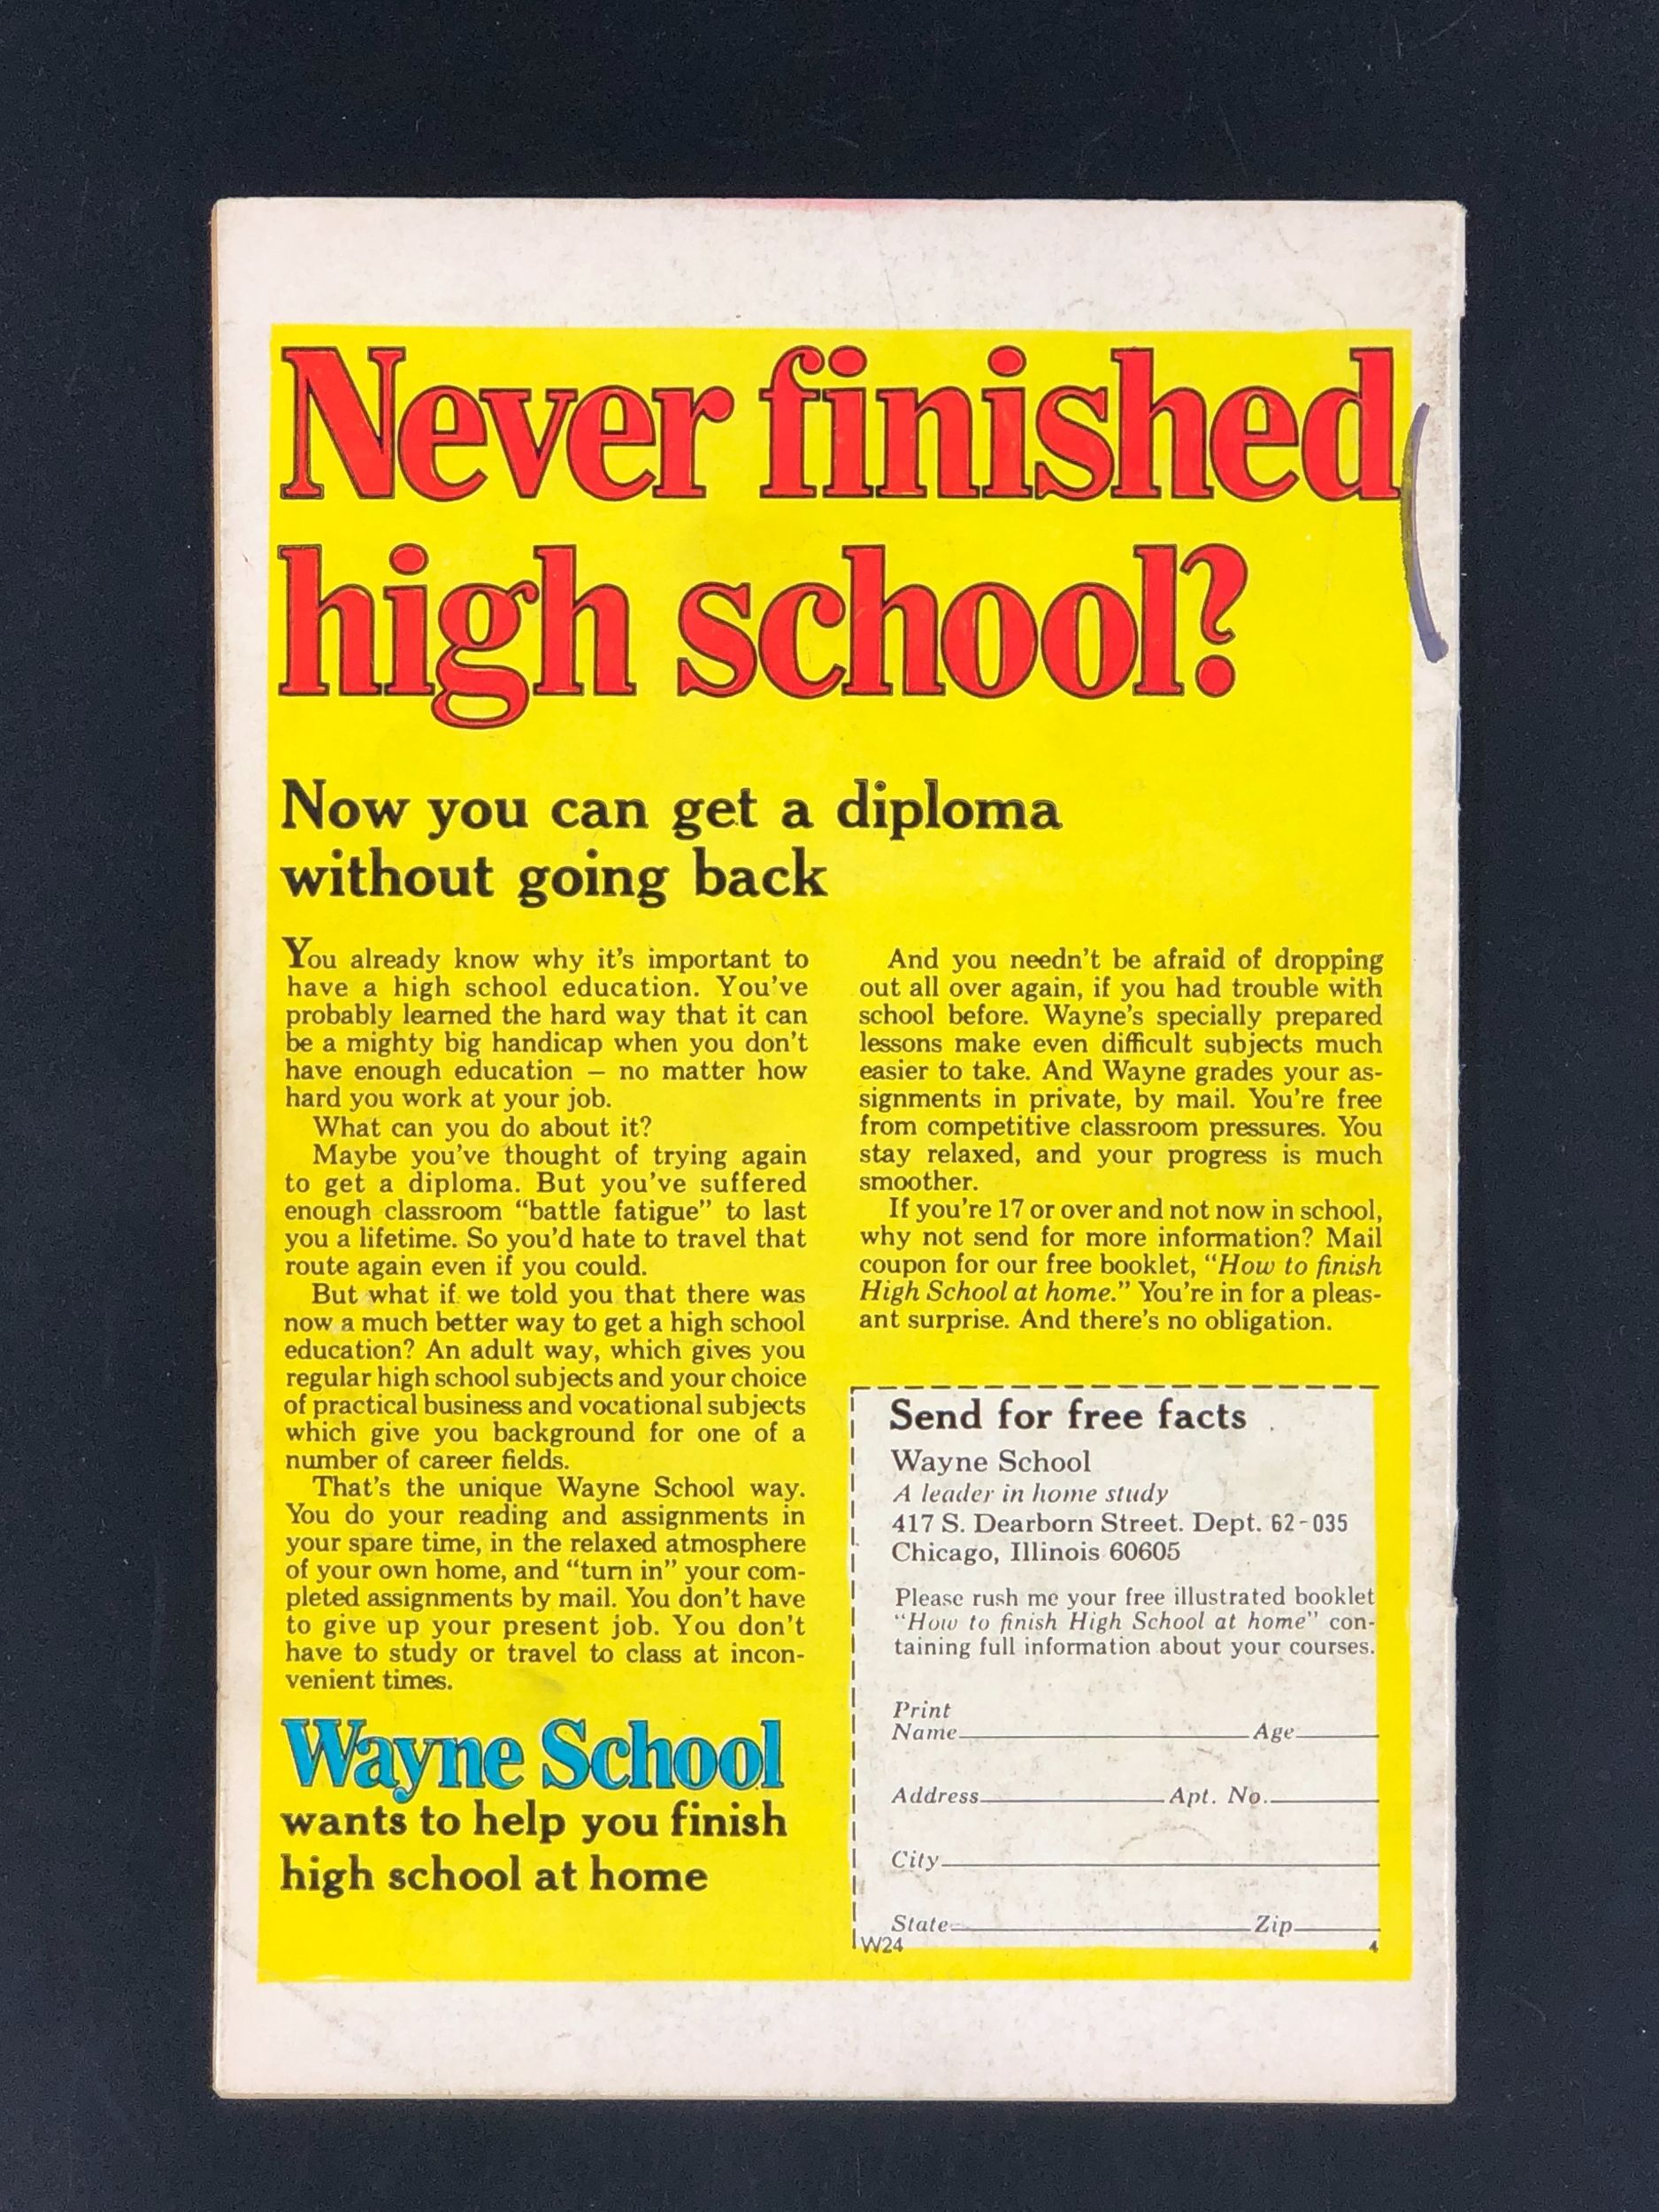 Never finished
high school?
Now you can get a diploma
without going back
You already know why it's important to
have a high school education. You've
probably learned the hard way that it can
be a mighty big handicap when you don't
have enough education – no matter how
hard you work at your job.
What can you do about it?
Maybe you've thought of trying again
to get a diploma. But you've suffered
enough classroom “battle fatigue” to last
you a lifetime. So you'd hate to travel that
route again even if you could.
But what if we told you that there was
now a much better way to get a high school
education? An adult way, which gives you
regular high school subjects and your choice
of practical business and vocational subjects
which give you background for one of a
number of career fields.
That's the unique Wayne School way.
You do your reading and assignments in
your spare time, in the relaxed atmosphere
of your own home, and “turn in” your com-
pleted assignments by mail. You don't have
to give up your present job. You don't
have to study or travel to class at incon-
venient times.
Wayne School
wants to help you finish
high school at home
And you needn't be afraid of dropping
out all over again, if you had trouble with
school before. Wayne's specially prepared
lessons make even difficult subjects much
easier to take. And Wayne grades your as-
signments in private, by mail. You're free
from competitive classroom pressures. You
stay relaxed, and your progress is much
smoother.
If you're 17 or over and not now in school,
why not send for more information? Mail
coupon for our free booklet, “How to finish
High School at home.” You're in for a pleas-
ant surprise. And there's no obligation.
Send for free facts
Wayne School
A leader in home study
417 S. Dearborn Street. Dept. 62-035
Chicago, Illinois 60605
Please rush me your free illustrated booklet
“How to finish High School at home” con-
taining full information about your courses.
Print
Name Age
Address Apt. No.
City
State Zip
W24 4